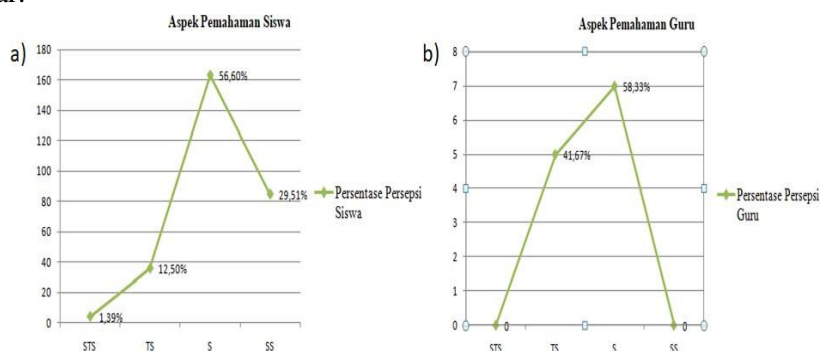 Aspek Pemahaman Siswa
a)
180
160
140
120
100
80
60
40
20
0
56,60%
29,51%
12,50%
1,39%
STS
TS
S
SS
Persentase Persepsi
Siswa
Aspek Pemahaman Guru
b)
8
7
6
5
4
3
2
1
0
58,33%
41,67%
0
0
STS
TS
S
SS
Persentase Persepsi
Guru